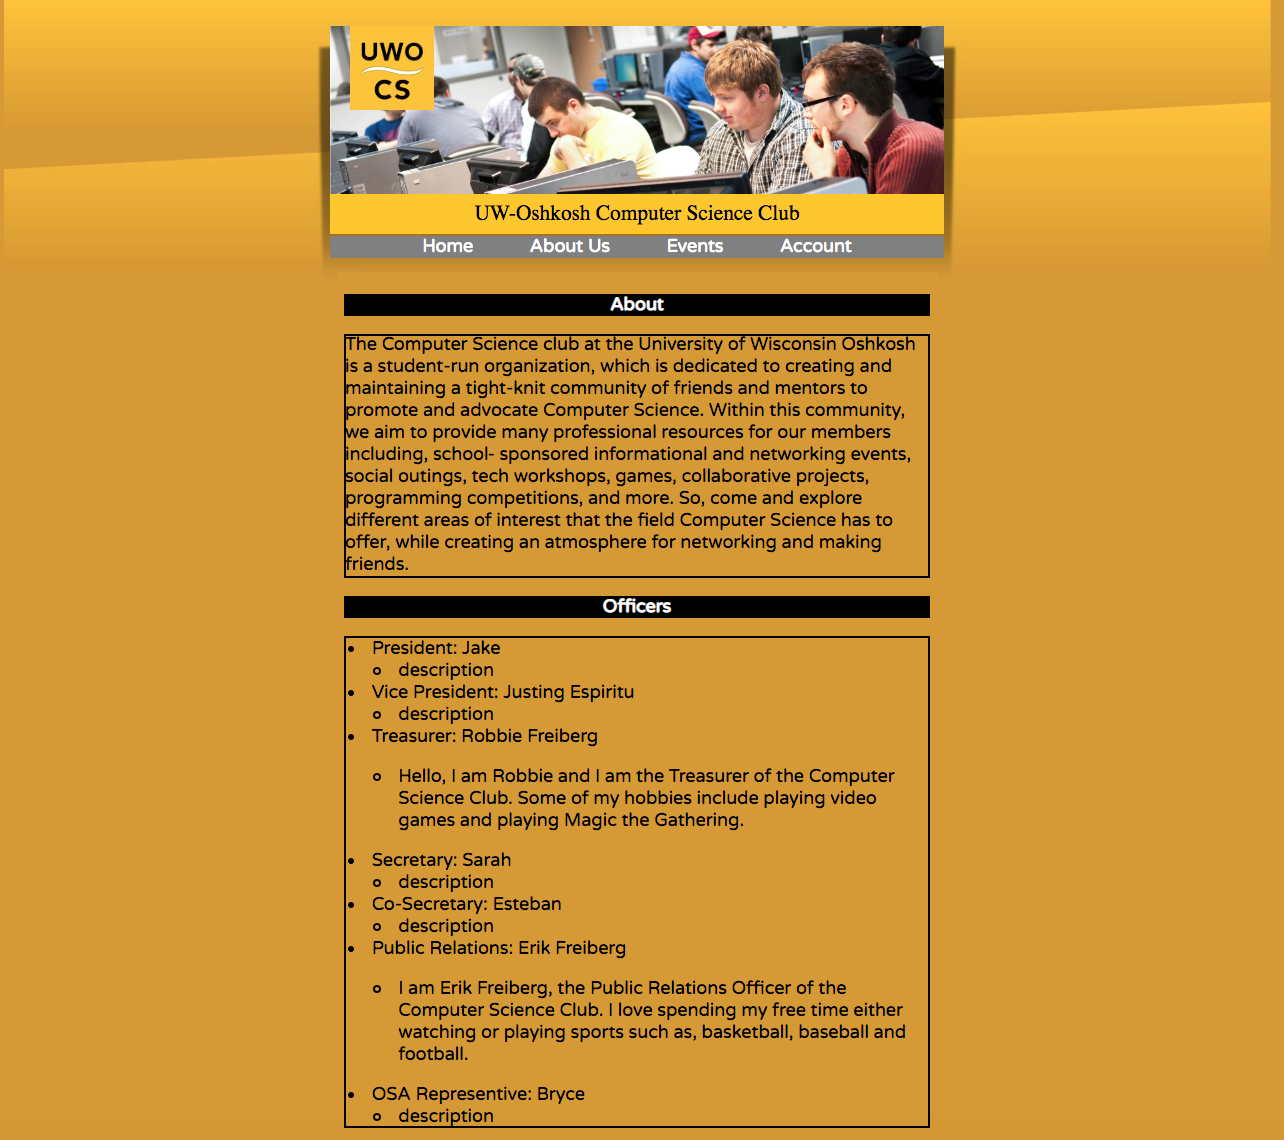 UWO
CS
UW-Oshkosh Computer Science Club
Home About Us Events Account
About
The Computer Science club at the University of Wisconsin Oshkosh
is a student-run organization, which is dedicated to creating and
maintaining a tight-knit community of friends and mentors to
promote and advocate Computer Science. Within this community,
we aim to provide many professional resources for our members
including, school- sponsored informational and networking events,
social outings, tech workshops, games, collaborative projects,
programming competitions, and more. So, come and explore
different areas of interest that the field Computer Science has to
offer, while creating an atmosphere for networking and making
friends.
Officers
• President: Jake
◦ description
• Vice President: Justing Espiritu
◦ description
• Treasurer: Robbie Freiberg
◦ Hello, I am Robbie and I am the Treasurer of the Computer
Science Club. Some of my hobbies include playing video
games and playing Magic the Gathering.
• Secretary: Sarah
◦ description
• Co-Secretary: Esteban
◦ description
• Public Relations: Erik Freiberg
◦ I am Erik Freiberg, the Public Relations Officer of the
Computer Science Club. I love spending my free time either
watching or playing sports such as, basketball, baseball and
football.
• OSA Representive: Bryce
◦ description